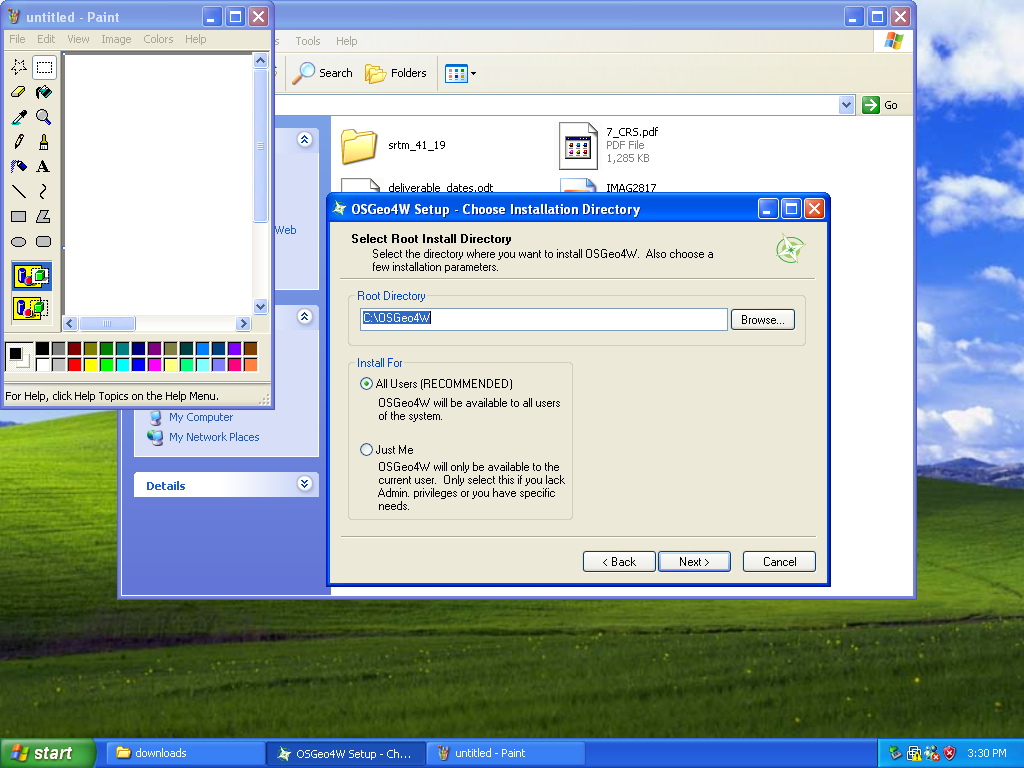 untitled - Paint
File Edit View Image Colors Help
Tools Help
Search Folders
Go
srtm_41_19
7_CRS.pdf
PDF File
1,285 KB
deliverable_dates.odt
IMAG2817
Web
OSGeo4W Setup - Choose Installation Directory
Select Root Install Directory
Select the directory where you want to install OSGeo4W. Also choose a
few installation parameters.
Root Directory
C:\OSGeo4W
Browse...
Install For
All Users (RECOMMENDED)
OSGeo4W will be available to all users
of the system.
Just Me
OSGeo4W will only be available to the
current user. Only select this if you lack
Admin. privileges or you have specific
needs.
< Back Next > Cancel
For Help, click Help Topics on the Help Menu.
My Computer
My Network Places
Details
start downloads OSGeo4W Setup - Ch... untitled - Paint 3:30 PM